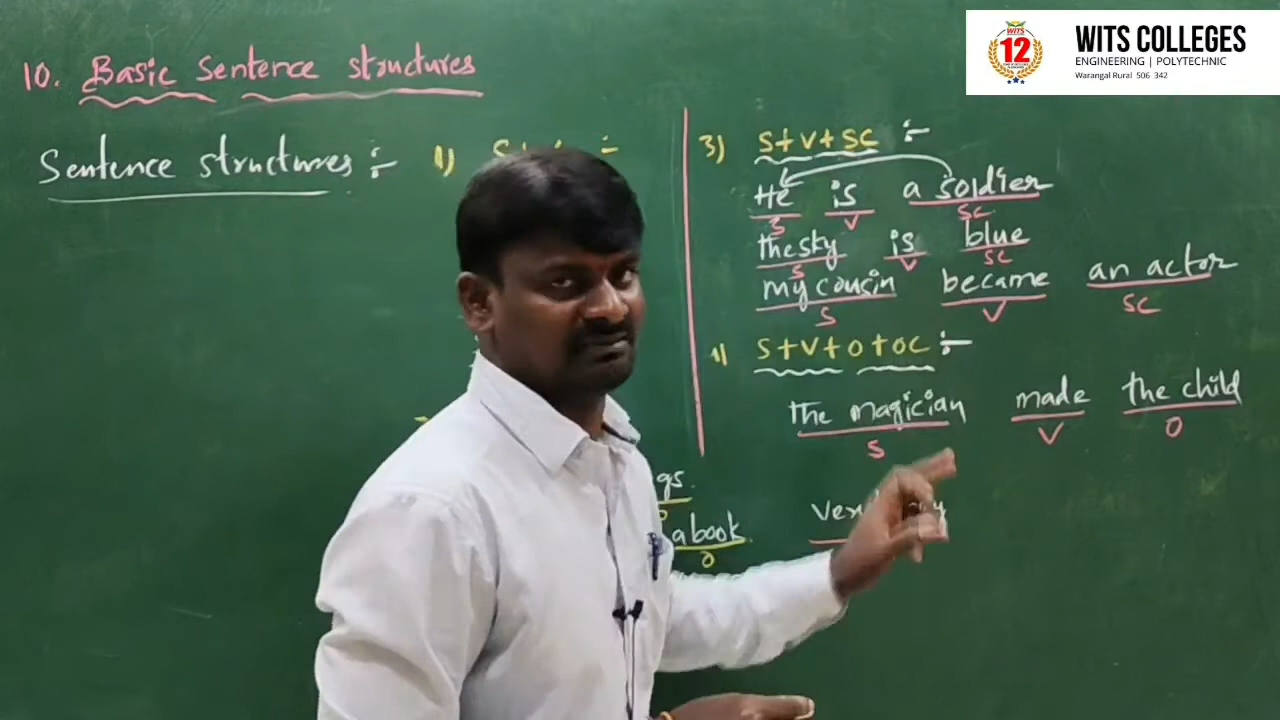 10. Basic Sentence structures
Sentence structures :-
1)
3) S+V+SC :-
He is a soldier
S V SC
the sky is blue
S V SC
my cousin became an actor
S V SC
S+V+O+OC :-
the magician made the child
S V O
gs.
a book
O
WITS
12
WITS COLLEGES
ENGINEERING | POLYTECHNIC
Warangal Rural 506 342